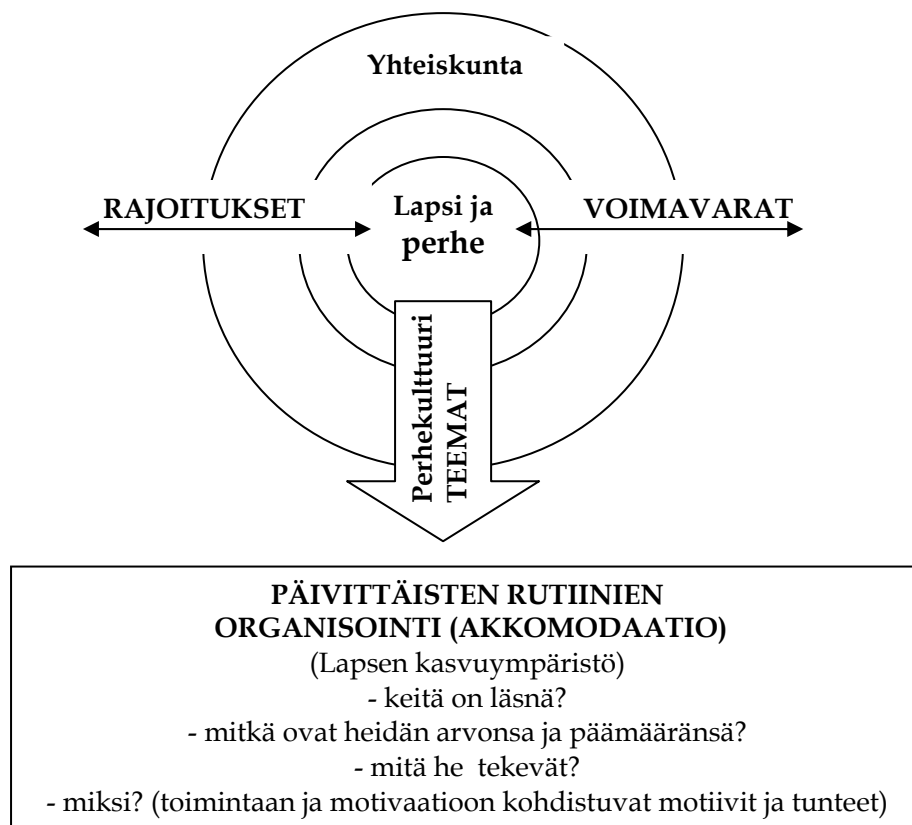 Yhteiskunta
RAJOITUKSET
Lapsi ja
perhe
VOIMAVARAT
Perhekulttuuri
TEEMAT
PÄIVITTÄISTEN RUTIINIEN
ORGANISOINTI (AKKOMODAATIO)
(Lapsen kasvuympäristö)
- keitä on läsnä?
- mitkä ovat heidän arvonsa ja päämääränsä?
- mitä he tekevät?
- miksi? (toimintaan ja motivaatioon kohdistuvat motiivit ja tunteet)